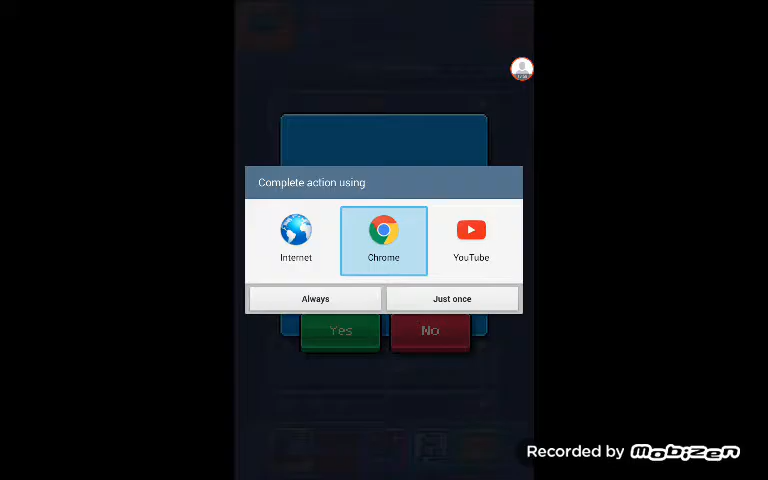 Complete action using
Internet
Chrome
YouTube
Always
Just once
Yes
No
Recorded by Mobizen